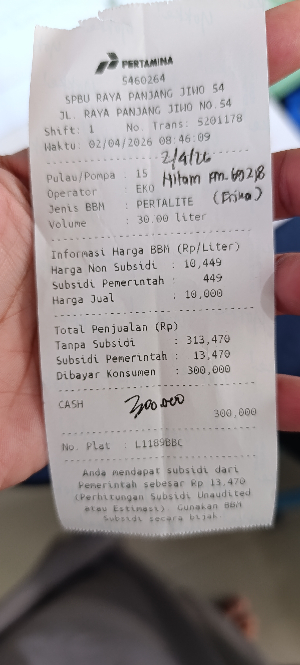 PERTAMINA
5460264
SPBU RAYA PANJANG JIWO 54
JL. RAYA PANJANG JIWO NO.54
Shift: 1 No. Trans: 5201178
Waktu: 02/04/2026 08:46:09
2/4/26
Pulau/Pompa : 15
Hitam
Operator : EKO
Jenis BBM : PERTALITE
(Erika)
Volume : 30.00 liter
Informasi Harga BBM (Rp/Liter)
Harga Non Subsidi : 10,449
Subsidi Pemerintah : 449
Harga Jual : 10,000
Total Penjualan (Rp)
Tanpa Subsidi : 313,470
Subsidi Pemerintah : 13,470
Dibayar Konsumen : 300,000
CASH 300.000
300,000
No. Plat : L1189BBC
Anda mendapat subsidi dari
Pemerintah sebesar Rp 13.470
(Perhitungan Subsidi Unaudited
atau Estimasi). Gunakan BBM
Subsidi secara bijak